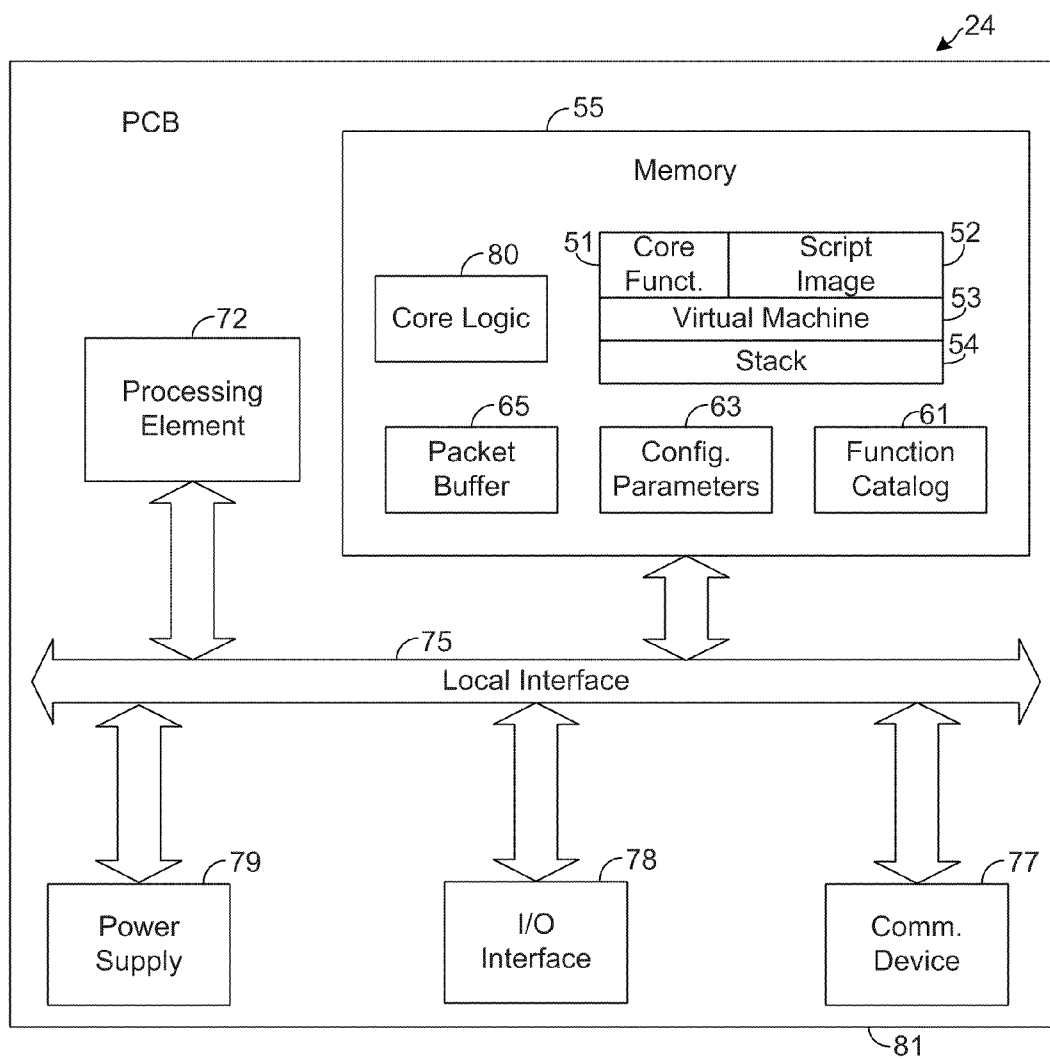 24
PCB
55
Memory
51
Core
Funct.
Script
Image
52
80
Core Logic
Virtual Machine
53
Stack
54
72
Processing
Element
65
Packet
Buffer
63
Config.
Parameters
61
Function
Catalog
75
Local Interface
79
Power
Supply
78
I/O
Interface
77
Comm.
Device
81